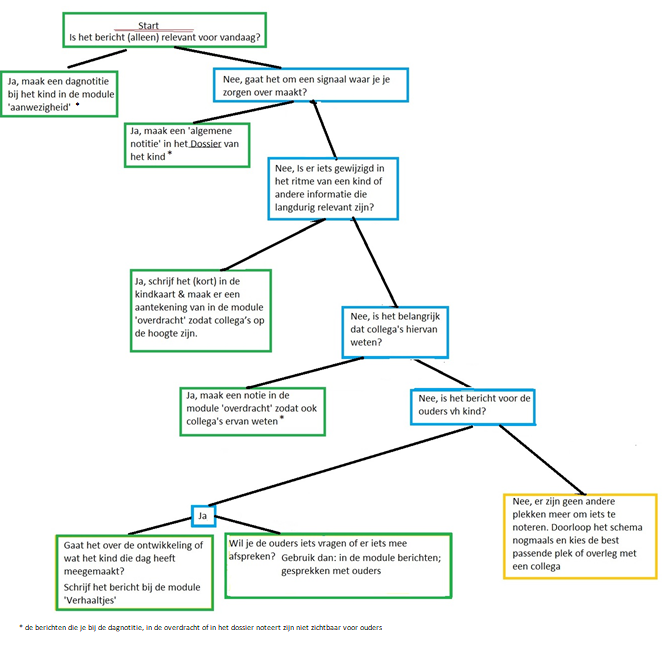 Start
Is het bericht (alleen) relevant voor vandaag?
Ja, maak een dagnotitie
bij het kind in de module
'aanwezigheid' *
Nee, gaat het om een signaal waar je je
zorgen over maakt?
Ja, maak een 'algemene
notitie' in het Dossier van
het kind *
Nee, Is er iets gewijzigd in
het ritme van een kind of
andere informatie die
langdurig relevant zijn?
Ja, schrijf het (kort) in de
kindkaart & maak er een
aantekening van in de module
'overdracht' zodat collega's op
de hoogte zijn.
Nee, is het belangrijk
dat collega's hiervan
weten?
Ja, maak een notie in de
module 'overdracht' zodat ook
collega's ervan weten *
Nee, is het bericht voor de
ouders vh kind?
Ja
Nee, er zijn geen andere
plekken meer om iets te
noteren. Doorloop het schema
nogmaals en kies de best
passende plek of overleg met
een collega
Gaat het over de ontwikkeling of
wat het kind die dag heeft
meegemaakt?
Schrijf het bericht bij de module
'Verhaaltjes'
Wil je de ouders iets vragen of er iets mee
afspreken? Gebruik dan: in de module berichten;
gesprekken met ouders
* de berichten die je bij de dagnotitie, in de overdracht of in het dossier noteert zijn niet zichtbaar voor ouders